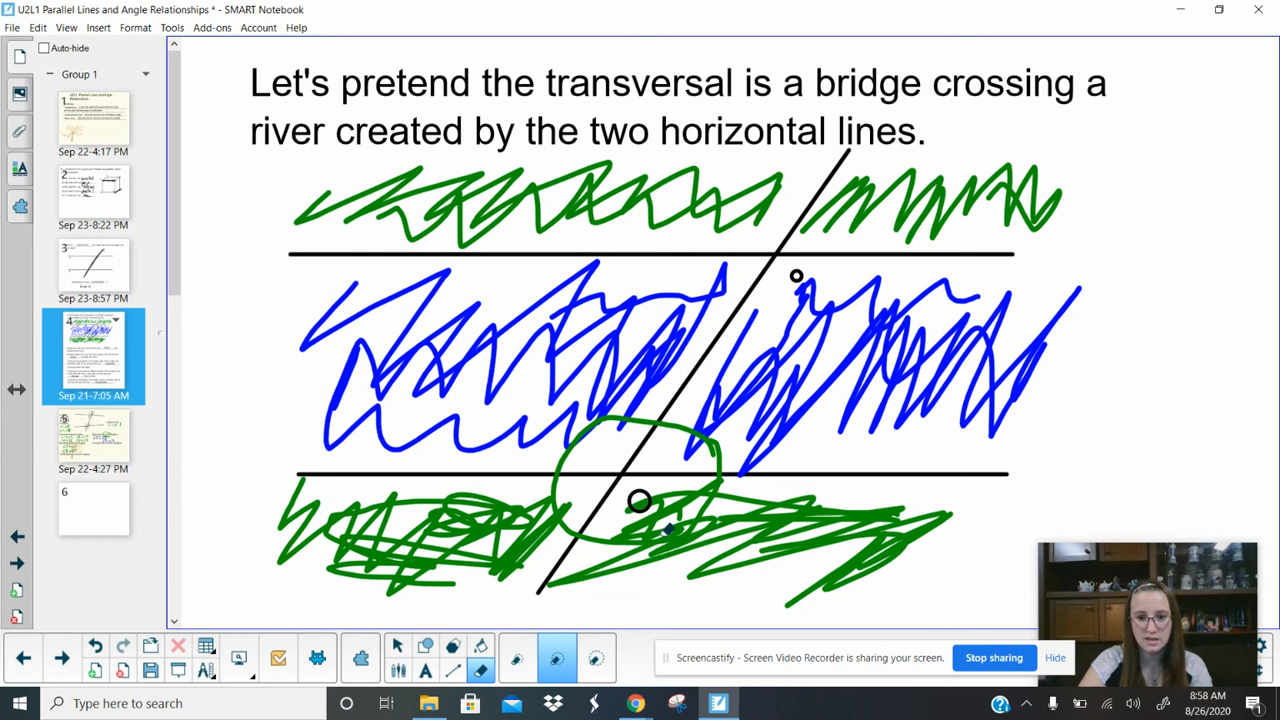 U2L1 Parallel Lines and Angle Relationships * - SMART Notebook
File Edit View Insert Format Tools Add-ons Account Help
Auto-hide
Group 1
1
Sep 22-4:17 PM
2
Sep 23-8:22 PM
3
Sep 23-8:57 PM
4
Sep 21-7:05 AM
Sep 22-4:27 PM
6
Let's pretend the transversal is a bridge crossing a
river created by the two horizontal lines.
Screencastify - Screen Video Recorder is sharing your screen.
Stop sharing
Hide
Type here to search
8:58 AM
8/26/2020